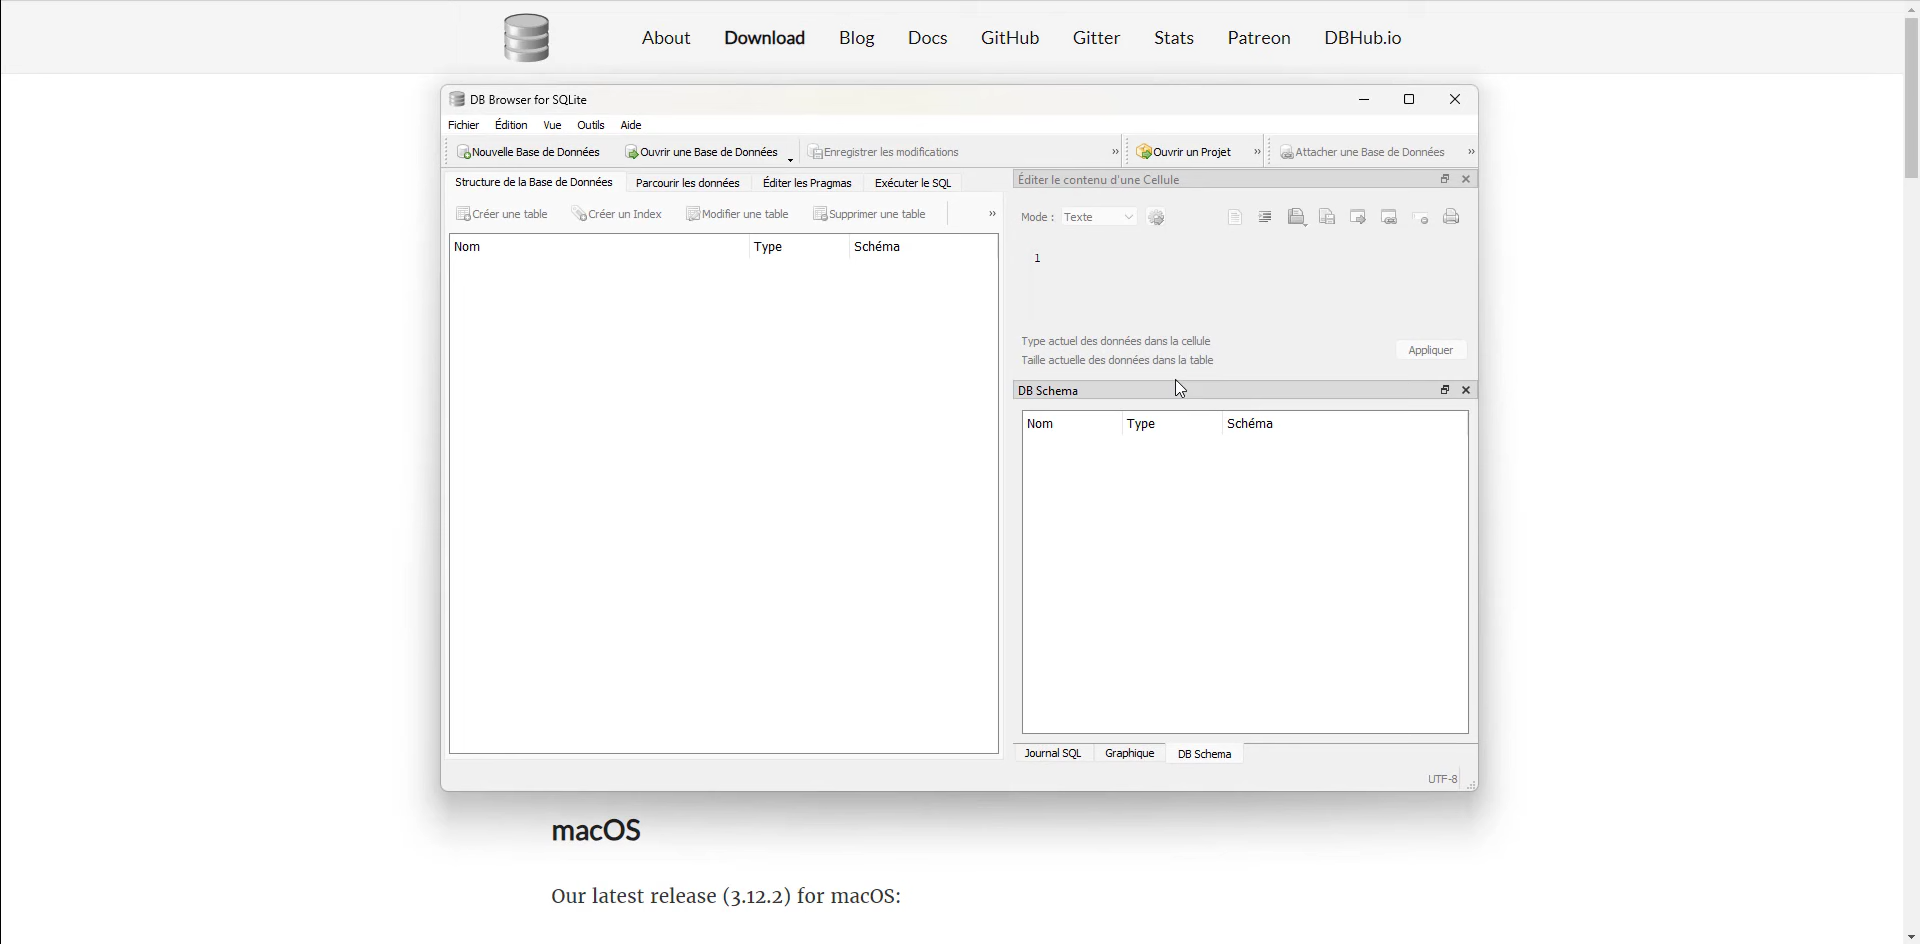 About Download Blog Docs GitHub Gitter Stats Patreon DBHub.io
DB Browser for SQLite
Fichier Édition Vue Outils Aide
Nouvelle Base de Données Ouvrir une Base de Données Enregistrer les modifications » Ouvrir un Projet » Attacher une Base de Données »
Structure de la Base de Données Parcourir les données Éditer les Pragmas Exécuter le SQL
Créer une table Créer un Index Modifier une table Supprimer une table »
Nom Type Schéma
Éditer le contenu d'une Cellule
Mode : Texte
1
Type actuel des données dans la cellule
Taille actuelle des données dans la table
Appliquer
DB Schema
Nom Type Schéma
Journal SQL Graphique DB Schema
UTF-8
macOS
Our latest release (3.12.2) for macOS: